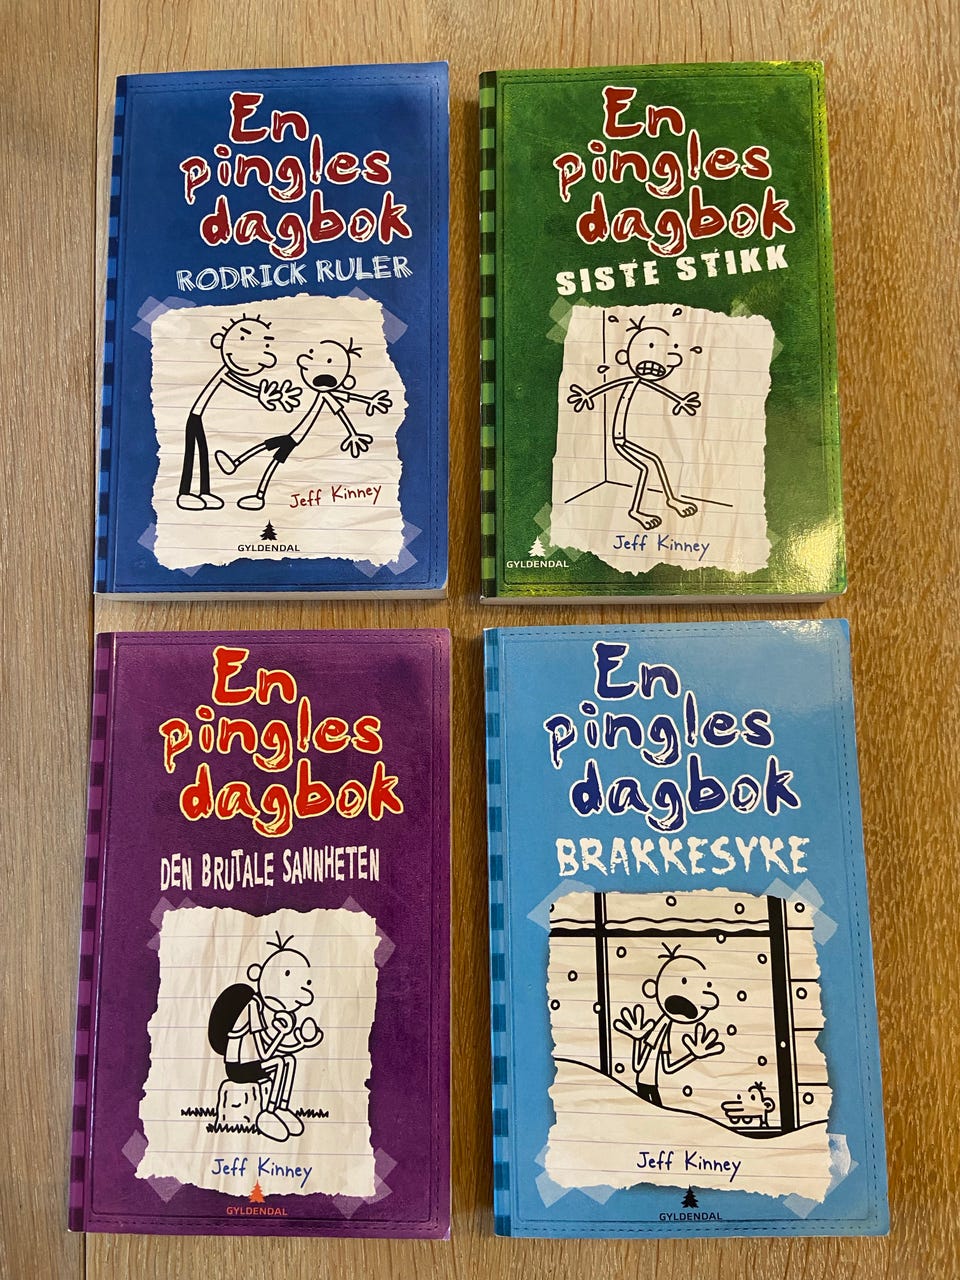 En
pingles
dagbok
RODRICK RULER
Jeff Kinney
GYLDENDAL
En
pingles
dagbok
SISTE STIKK
Jeff Kinney
GYLDENDAL
En
pingles
dagbok
DEN BRUTALE SANNHETEN
Jeff Kinney
GYLDENDAL
En
pingles
dagbok
BRAKKESYKE
Jeff Kinney
GYLDENDAL